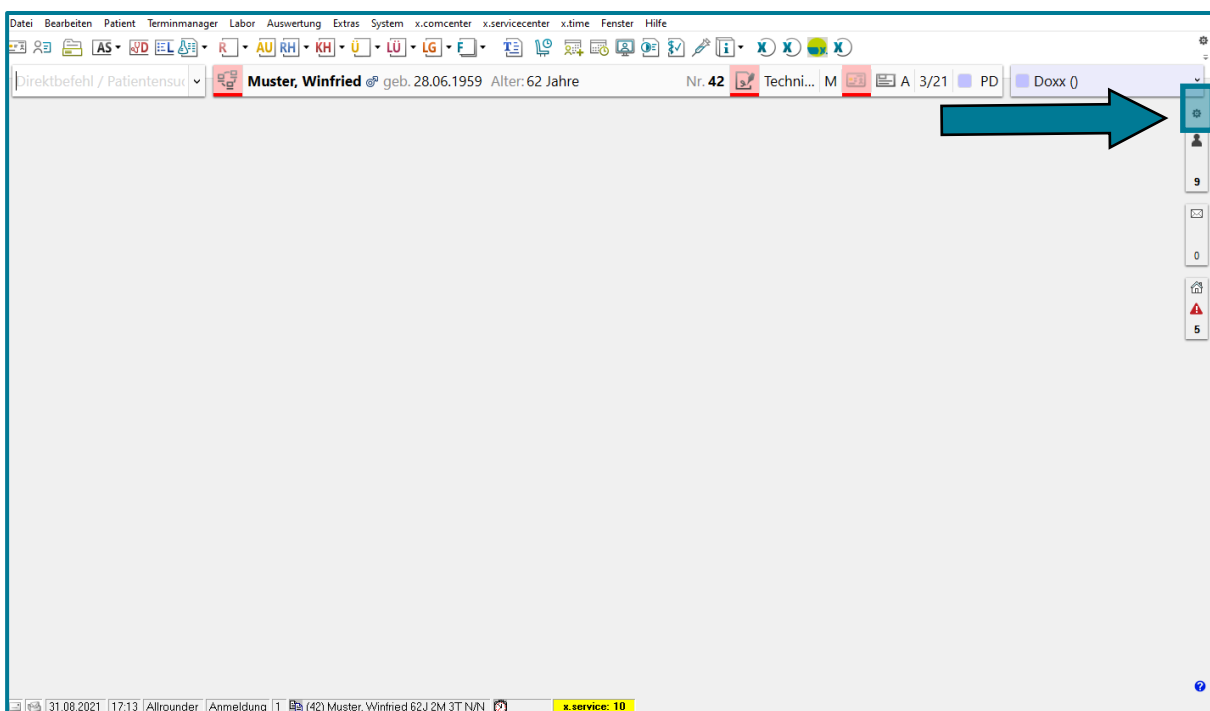 Datei Bearbeiten Patient Terminmanager Labor Auswertung Extras System x.comcenter x.servicecenter x.time Fenster Hilfe
AS PD L R AU RH KH Ü LÜ LG F T i X X x X
Direktbefehl / Patientensuc Muster, Winfried geb. 28.06.1959 Alter: 62 Jahre Nr. 42 Techni... M A 3/21 PD Doxx ()
9
0
5
?
31.08.2021 17:13 Allrounder Anmeldung 1 (42) Muster, Winfried 62J 2M 3T N/N x.service: 10